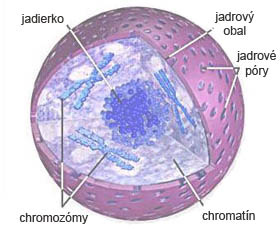 jadierko
jadrový
obal
jadrové
póry
chromozómy
chromatín